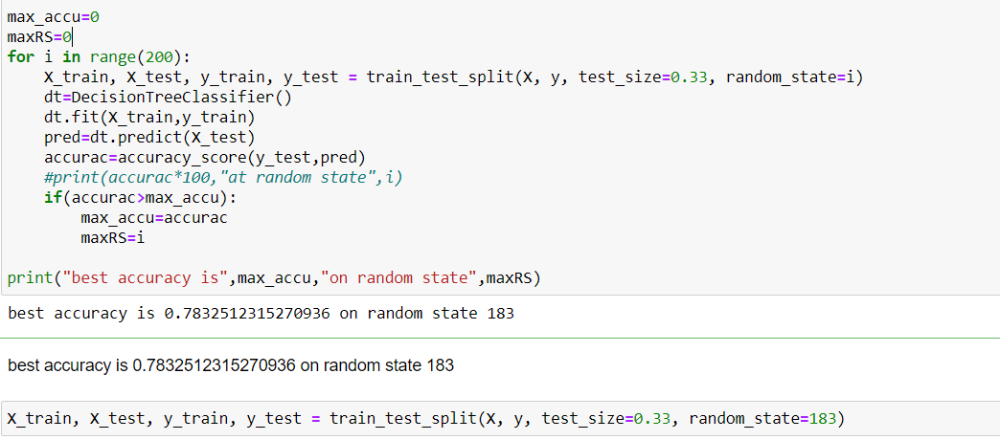 max_accu=0
maxRS=0
for i in range(200):
    X_train, X_test, y_train, y_test = train_test_split(X, y, test_size=0.33, random_state=i)
    dt=DecisionTreeClassifier()
    dt.fit(X_train,y_train)
    pred=dt.predict(X_test)
    accurac=accuracy_score(y_test,pred)
    #print(accurac*100,"at random state",i)
    if(accurac>max_accu):
        max_accu=accurac
        maxRS=i
print("best accuracy is",max_accu,"on random state",maxRS)
best accuracy is 0.7832512315270936 on random state 183
best accuracy is 0.7832512315270936 on random state 183
X_train, X_test, y_train, y_test = train_test_split(X, y, test_size=0.33, random_state=183)